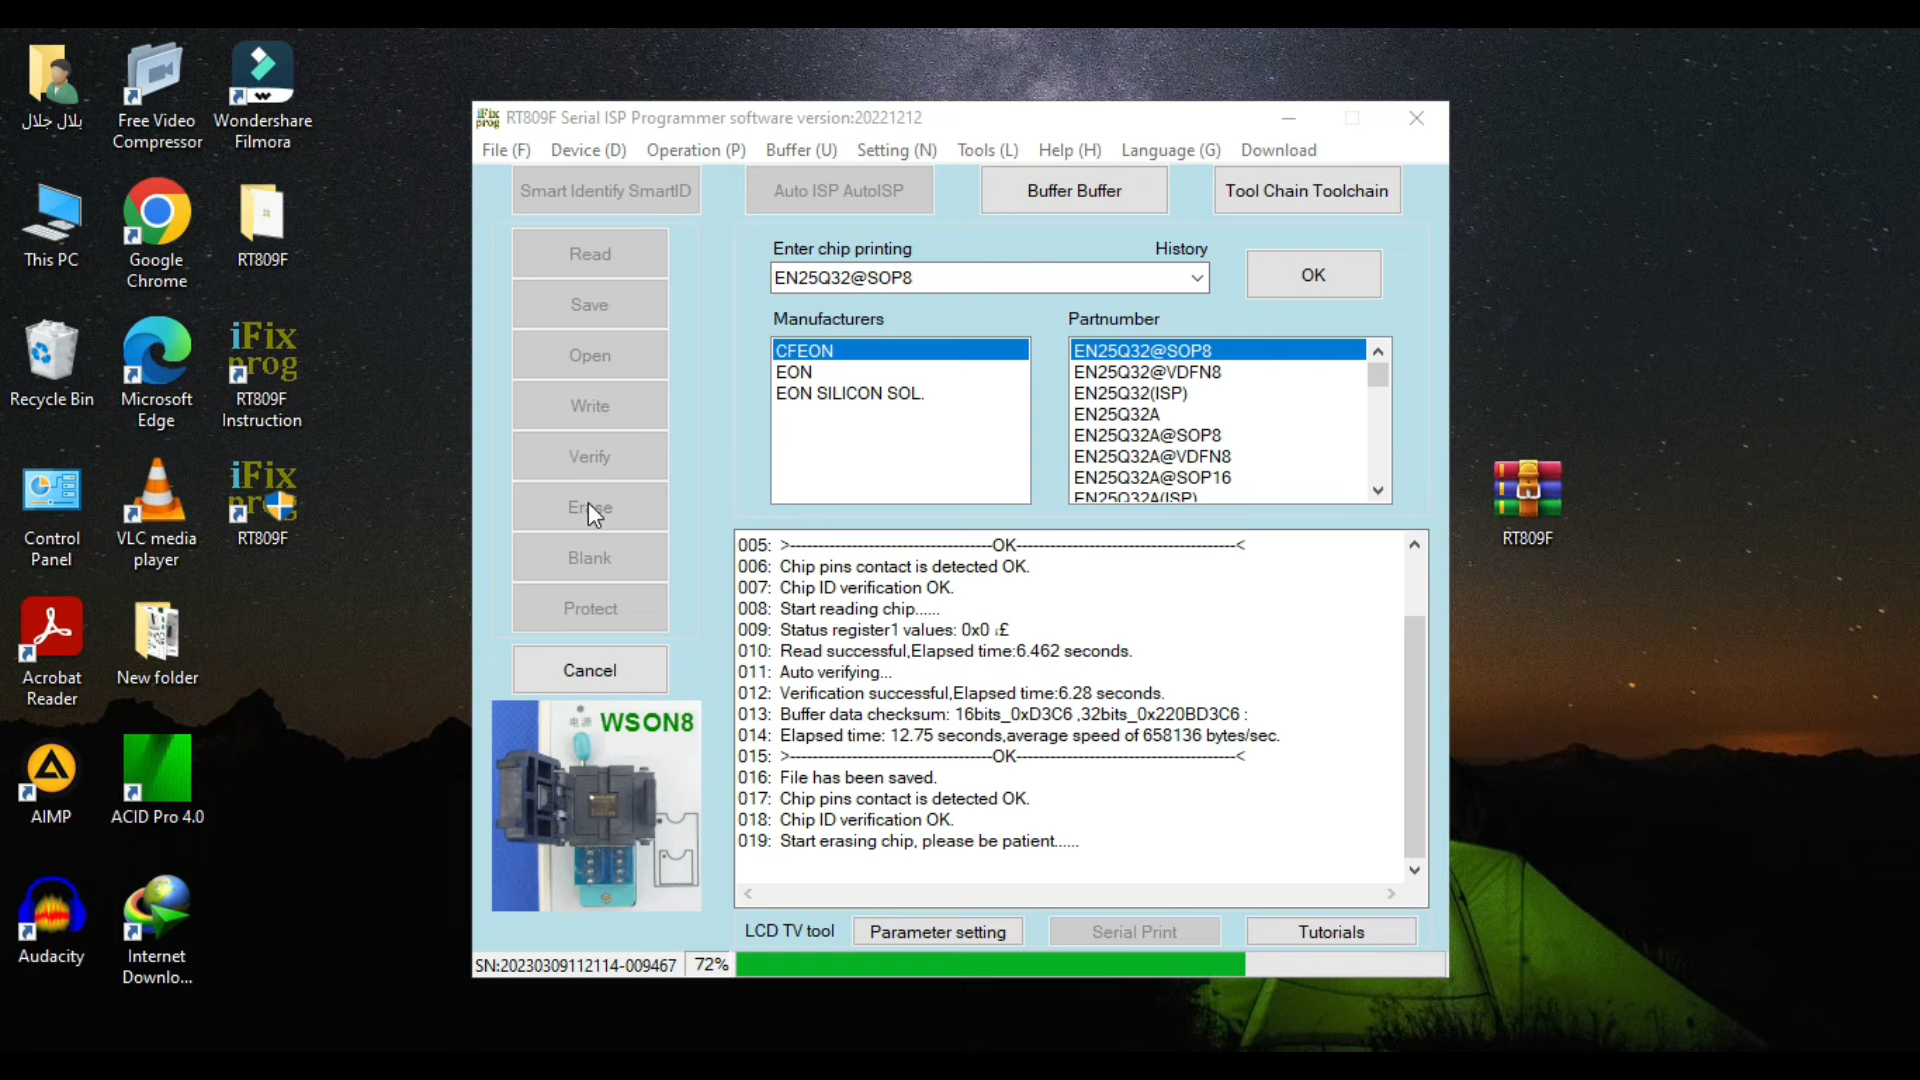 بلال جلال
Free Video
Compressor
Wondershare
Filmora
This PC
Google
Chrome
RT809F
Recycle Bin
Microsoft
Edge
iFix
prog
RT809F
Instruction
Control
Panel
VLC media
player
iFix
prog
RT809F
Acrobat
Reader
New folder
AIMP
ACID Pro 4.0
Audacity
Internet
Downlo...
iFix
prog
RT809F Serial ISP Programmer software version:20221212
File (F) Device (D) Operation (P) Buffer (U) Setting (N) Tools (L) Help (H) Language (G) Download
Smart Identify SmartID Auto ISP AutoISP Buffer Buffer Tool Chain Toolchain
Read
Save
Open
Write
Verify
Erase
Blank
Protect
Cancel
电源 WSON8
Enter chip printing History
EN25Q32@SOP8
OK
Manufacturers Partnumber
CFEON
EON
EON SILICON SOL.
EN25Q32@SOP8
EN25Q32@VDFN8
EN25Q32(ISP)
EN25Q32A
EN25Q32A@SOP8
EN25Q32A@VDFN8
EN25Q32A@SOP16
EN25Q32A(ISP)
005: >----------------------------------OK-------------------------------------<
006: Chip pins contact is detected OK.
007: Chip ID verification OK.
008: Start reading chip......
009: Status register1 values: 0x0 ¡£
010: Read successful,Elapsed time:6.462 seconds.
011: Auto verifying...
012: Verification successful,Elapsed time:6.28 seconds.
013: Buffer data checksum: 16bits_0xD3C6 ,32bits_0x220BD3C6 :
014: Elapsed time: 12.75 seconds,average speed of 658136 bytes/sec.
015: >----------------------------------OK-------------------------------------<
016: File has been saved.
017: Chip pins contact is detected OK.
018: Chip ID verification OK.
019: Start erasing chip, please be patient......
LCD TV tool Parameter setting Serial Print Tutorials
SN:20230309112114-009467 72%
RT809F